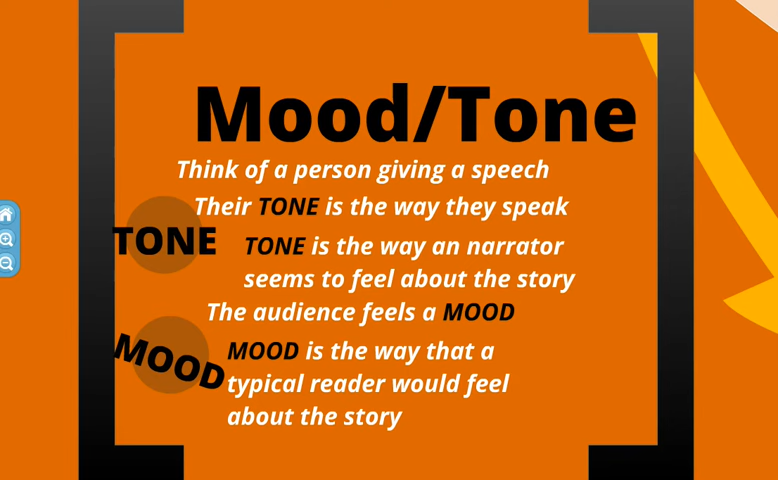 Mood/Tone
Think of a person giving a speech
Their TONE is the way they speak
TONE
TONE is the way an narrator
seems to feel about the story
The audience feels a MOOD
MOOD
MOOD is the way that a
typical reader would feel
about the story